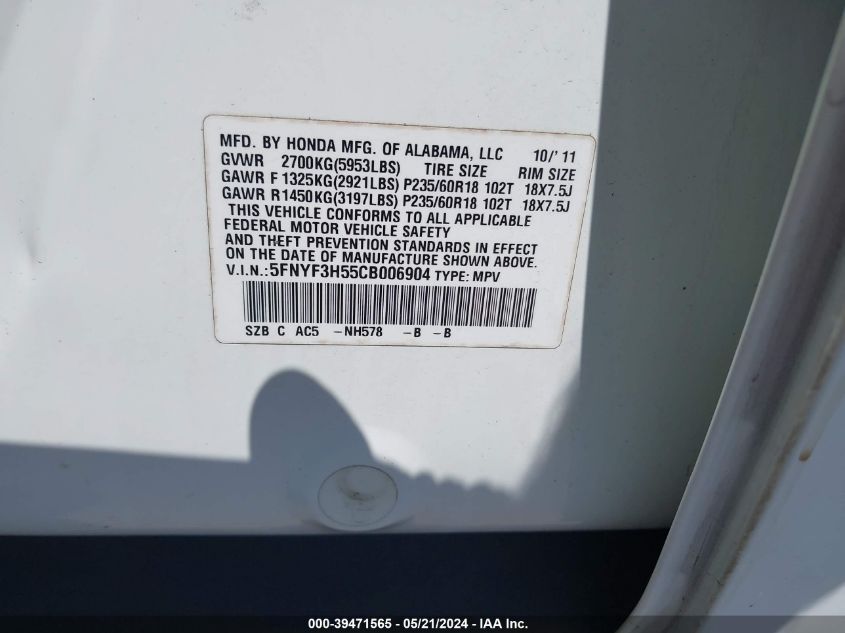 MFD. BY HONDA MFG. OF ALABAMA, LLC 10/'11
GVWR 2700KG(5953LBS) TIRE SIZE RIM SIZE
GAWR F 1325KG(2921LBS) P235/60R18 102T 18X7.5J
GAWR R1450KG(3197LBS) P235/60R18 102T 18X7.5J
THIS VEHICLE CONFORMS TO ALL APPLICABLE
FEDERAL MOTOR VEHICLE SAFETY
AND THEFT PREVENTION STANDARDS IN EFFECT
ON THE DATE OF MANUFACTURE SHOWN ABOVE.
V.I.N.:5FNYF3H55CB006904 TYPE: MPV
SZB C AC5 -NH578 -B -B
000-39471565 - 05/21/2024 - IAA Inc.